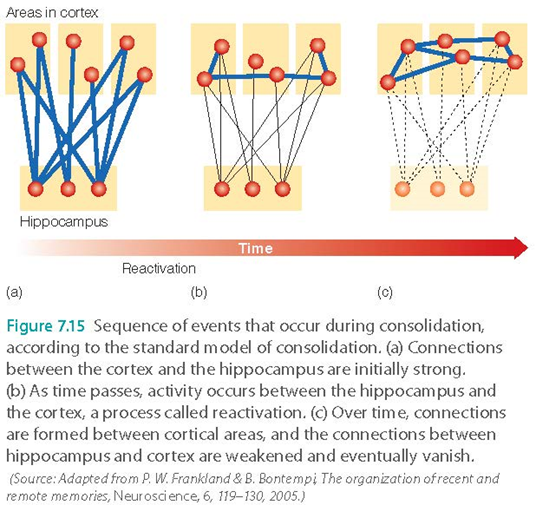 Areas in cortex
Hippocampus
Time
Reactivation
(a) (b) (c)
Figure 7.15 Sequence of events that occur during consolidation,
according to the standard model of consolidation. (a) Connections
between the cortex and the hippocampus are initially strong.
(b) As time passes, activity occurs between the hippocampus and
the cortex, a process called reactivation. (c) Over time, connections
are formed between cortical areas, and the connections between
hippocampus and cortex are weakened and eventually vanish.
(Source: Adapted from P. W. Frankland & B. Bontempi, The organization of recent and
remote memories, Neuroscience, 6, 119–130, 2005.)